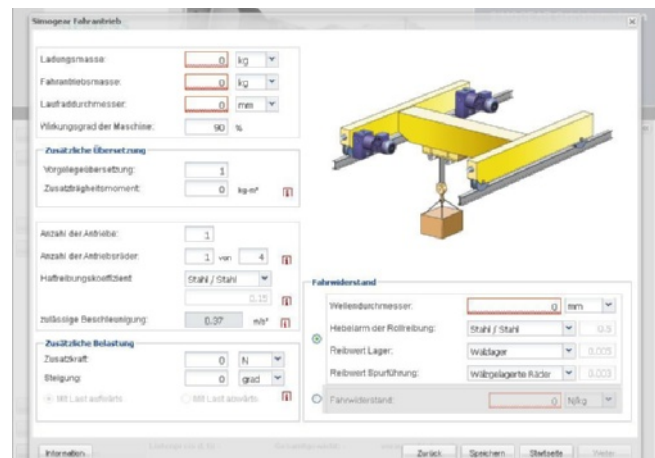 Simogear Fahrantrieb
Ladungsmasse: 0 kg
Fahrantriebsmasse: 0 kg
Laufraddurchmesser: 0 mm
Wirkungsgrad der Maschine: 90 %
Zusätzliche Übersetzung
Vorgelegeübersetzung: 1
Zusatzträgheitsmoment: 0 kg·m²
Anzahl der Antriebe: 1
Anzahl der Antriebsräder: 1 von 4
Haftreibungskoeffizient: Stahl / Stahl
0.15
zulässige Beschleunigung: 0.37 m/s²
Zusätzliche Belastung
Zusatzkraft: 0 N
Steigung: 0 grad
Mit Last aufwärts Mit Last abwärts
Fahrwiderstand
Wellendurchmesser: 0 mm
Hebelarm der Rollreibung: Stahl / Stahl 0.5
Reibwert Lager: Wälzlager 0.005
Reibwert Spurführung: Wälzgelagerte Räder 0.003
Fahrwiderstand: 0 N/kg
Information Zurück Speichern Startseite Weiter